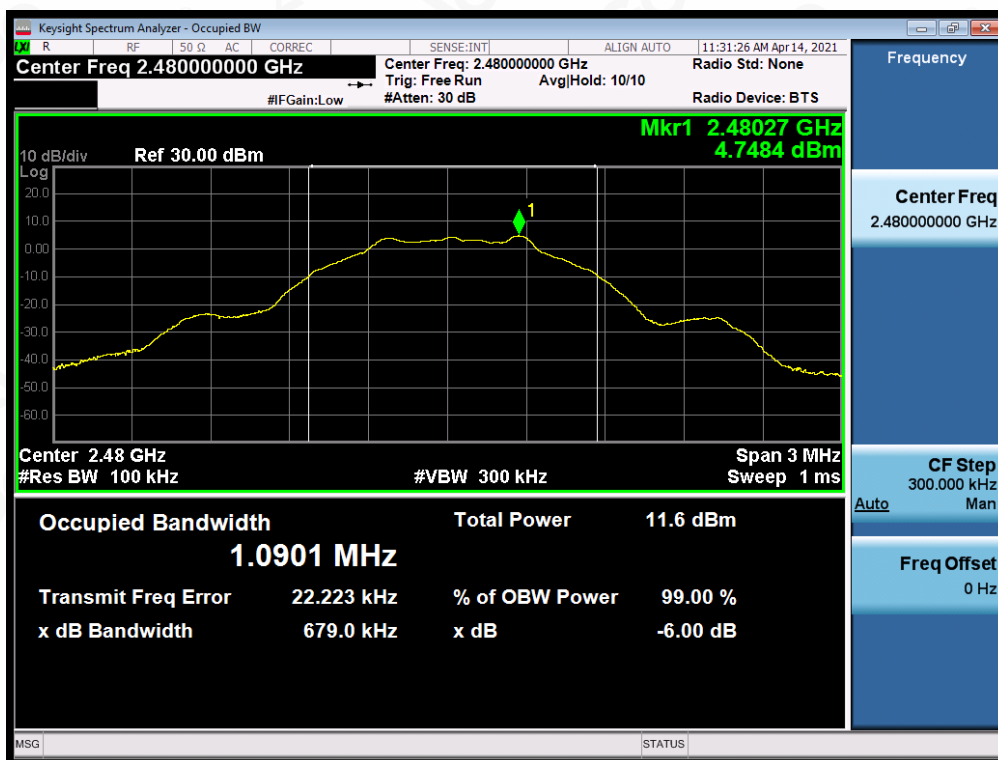 Keysight Spectrum Analyzer - Occupied BW
LXI R RF 50 Ω AC CORREC SENSE:INT ALIGN AUTO 11:31:26 AM Apr 14, 2021
Center Freq 2.480000000 GHz
Center Freq: 2.480000000 GHz Radio Std: None
Trig: Free Run Avg|Hold: 10/10
#IFGain:Low #Atten: 30 dB Radio Device: BTS
Mkr1 2.48027 GHz
4.7484 dBm
10 dB/div Ref 30.00 dBm
Log
20.0
10.0
0.00
-10.0
-20.0
-30.0
-40.0
-50.0
-60.0
1
Center 2.48 GHz Span 3 MHz
#Res BW 100 kHz #VBW 300 kHz Sweep 1 ms
Occupied Bandwidth Total Power 11.6 dBm
1.0901 MHz
Transmit Freq Error 22.223 kHz % of OBW Power 99.00 %
x dB Bandwidth 679.0 kHz x dB -6.00 dB
MSG STATUS
Frequency
Center Freq
2.480000000 GHz
CF Step
300.000 kHz
Auto Man
Freq Offset
0 Hz